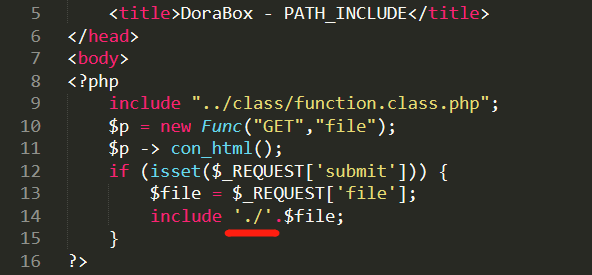 5 <title>DoraBox - PATH_INCLUDE</title>
6 </head>
7 <body>
8 <?php
9 include "../class/function.class.php";
10 $p = new Func("GET","file");
11 $p -> con_html();
12 if (isset($_REQUEST['submit'])) {
13 $file = $_REQUEST['file'];
14 include './'.$file;
15 }
16 ?>